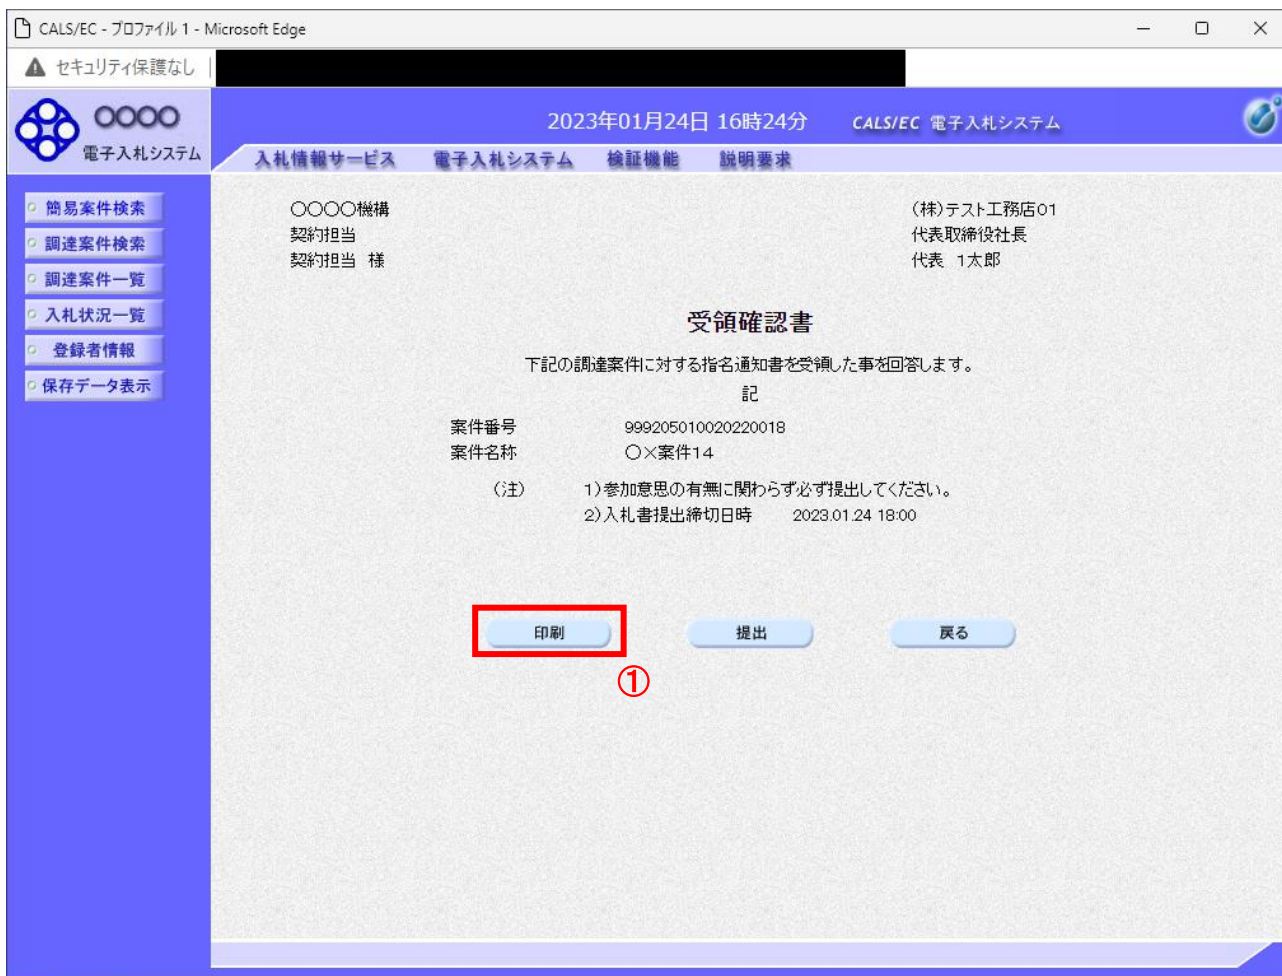 CALS/EC - プロファイル 1 - Microsoft Edge
セキュリティ保護なし
〇〇〇〇
電子入札システム
2023年01月24日 16時24分 CALS/EC 電子入札システム
入札情報サービス 電子入札システム 検証機能 説明要求
簡易案件検索
調達案件検索
調達案件一覧
入札状況一覧
登録者情報
保存データ表示
〇〇〇〇機構
契約担当
契約担当 様
(株)テスト工務店01
代表取締役社長
代表 1太郎
受領確認書
下記の調達案件に対する指名通知書を受領した事を回答します。
記
案件番号 999205010020220018
案件名称 〇×案件14
(注) 1)参加意思の有無に関わらず必ず提出してください。
2)入札書提出締切日時 2023.01.24 18:00
印刷 提出 戻る
①